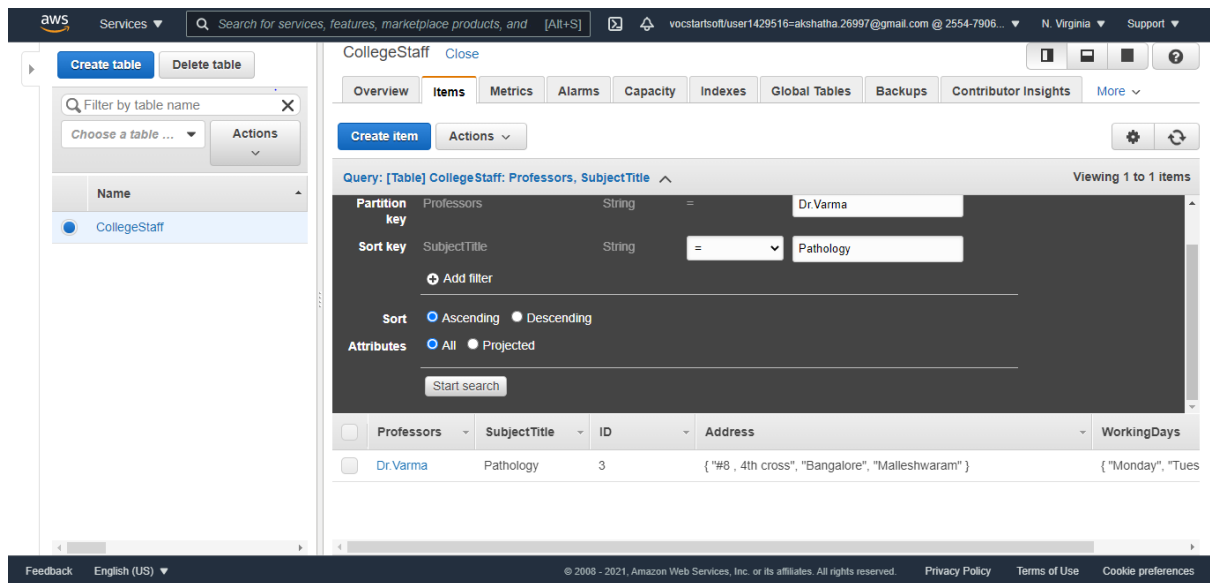 aws Services ▼ Search for services, features, marketplace products, and [Alt+S] vocstartsoft/user1429516=akshatha.26997@gmail.com @ 2554-7906... ▼ N. Virginia ▼ Support ▼
Create table Delete table
Filter by table name
Choose a table ... Actions
Name
CollegeStaff
CollegeStaff Close
Overview Items Metrics Alarms Capacity Indexes Global Tables Backups Contributor Insights More
Create item Actions
Query: [Table] CollegeStaff: Professors, SubjectTitle Viewing 1 to 1 items
Partition key Professors String = Dr.Varma
Sort key SubjectTitle String = Pathology
Add filter
Sort Ascending Descending
Attributes All Projected
Start search
Professors SubjectTitle ID Address WorkingDays
Dr.Varma Pathology 3 { "#8 , 4th cross", "Bangalore", "Malleshwaram" } { "Monday", "Tues
Feedback English (US) ▼ © 2008 - 2021, Amazon Web Services, Inc. or its affiliates. All rights reserved. Privacy Policy Terms of Use Cookie preferences